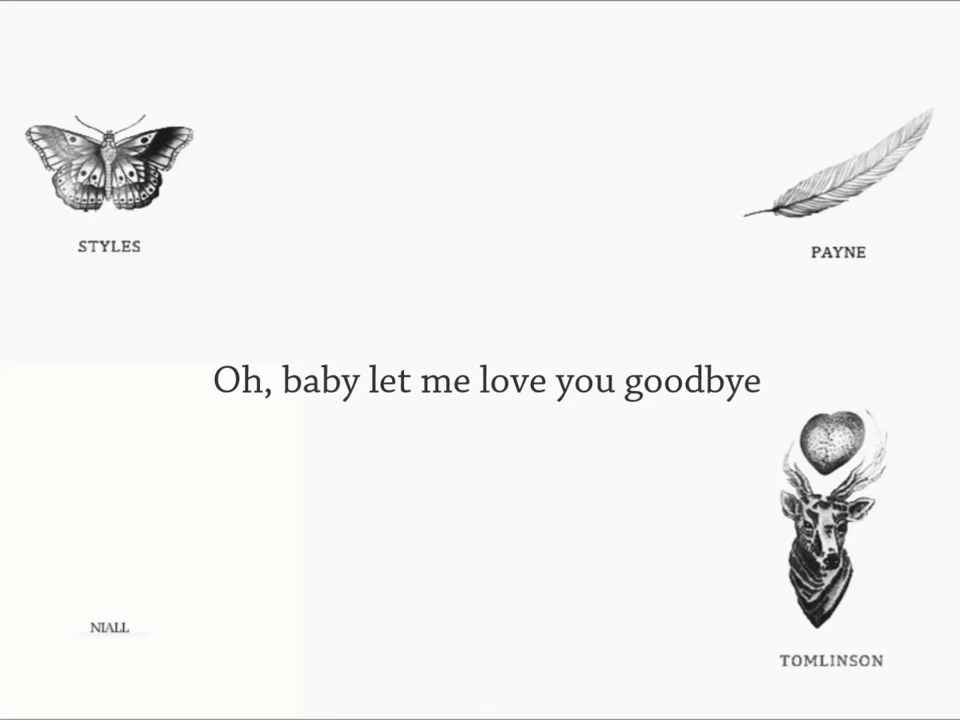 STYLES
PAYNE
Oh, baby let me love you goodbye
NIALL
TOMLINSON